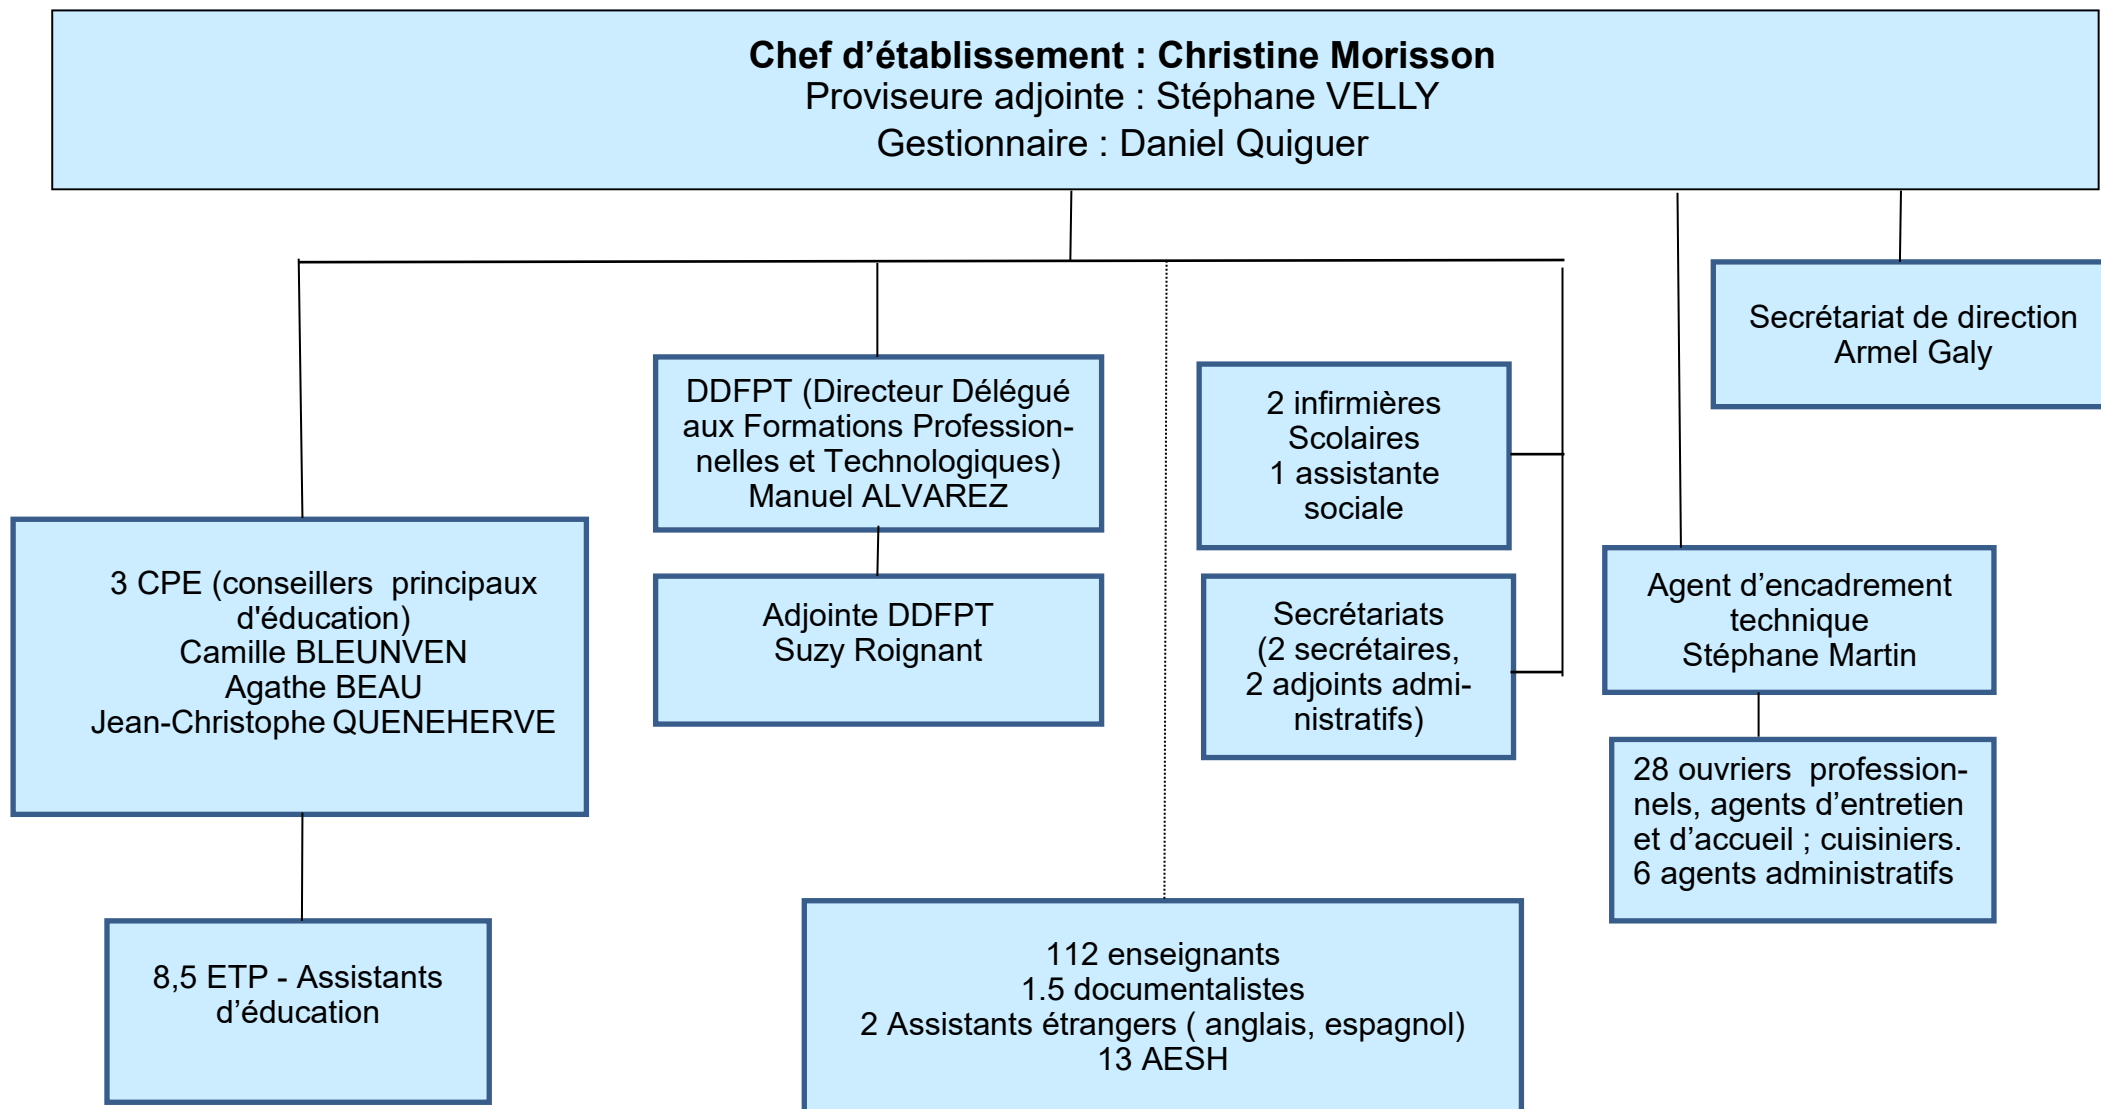 Chef d’établissement : Christine Morisson
Proviseure adjointe : Stéphane VELLY
Gestionnaire : Daniel Quiguer
Secrétariat de direction
Armel Galy
DDFPT (Directeur Délégué
aux Formations Profession-
nelles et Technologiques)
Manuel ALVAREZ
2 infirmières
Scolaires
1 assistante
sociale
3 CPE (conseillers  principaux
d'éducation)
Camille BLEUNVEN
Agathe BEAU
Jean-Christophe QUENEHERVE
Adjointe DDFPT
Suzy Roignant
Secrétariats
(2 secrétaires,
2 adjoints admi-
nistratifs)
Agent d’encadrement
technique
Stéphane Martin
28 ouvriers  profession-
nels, agents d’entretien
et d’accueil ; cuisiniers.
6 agents administratifs
8,5 ETP - Assistants
d’éducation
112 enseignants
1.5 documentalistes
2 Assistants étrangers ( anglais, espagnol)
13 AESH